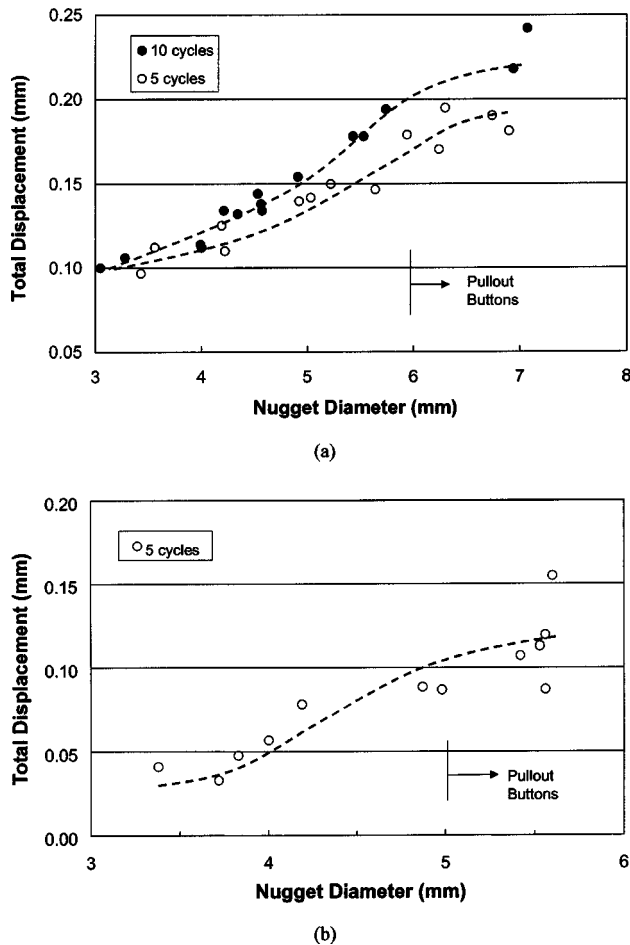 0.25
10 cycles
5 cycles
0.20
0.15
0.10
0.05
Total Displacement (mm)
Pullout
Buttons
3 4 5 6 7 8
Nugget Diameter (mm)
(a)
0.20
5 cycles
0.15
0.10
0.05
0.00
Total Displacement (mm)
Pullout
Buttons
3 4 5 6
Nugget Diameter (mm)
(b)